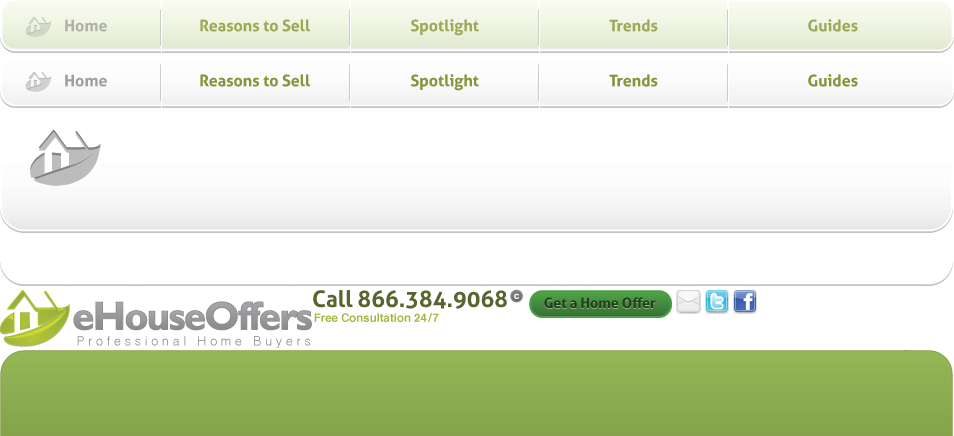 Home Reasons to Sell Spotlight Trends Guides
Home Reasons to Sell Spotlight Trends Guides
Call 866.384.9068 C Get a Home Offer
eHouseOffers Free Consultation 24/7
Professional Home Buyers